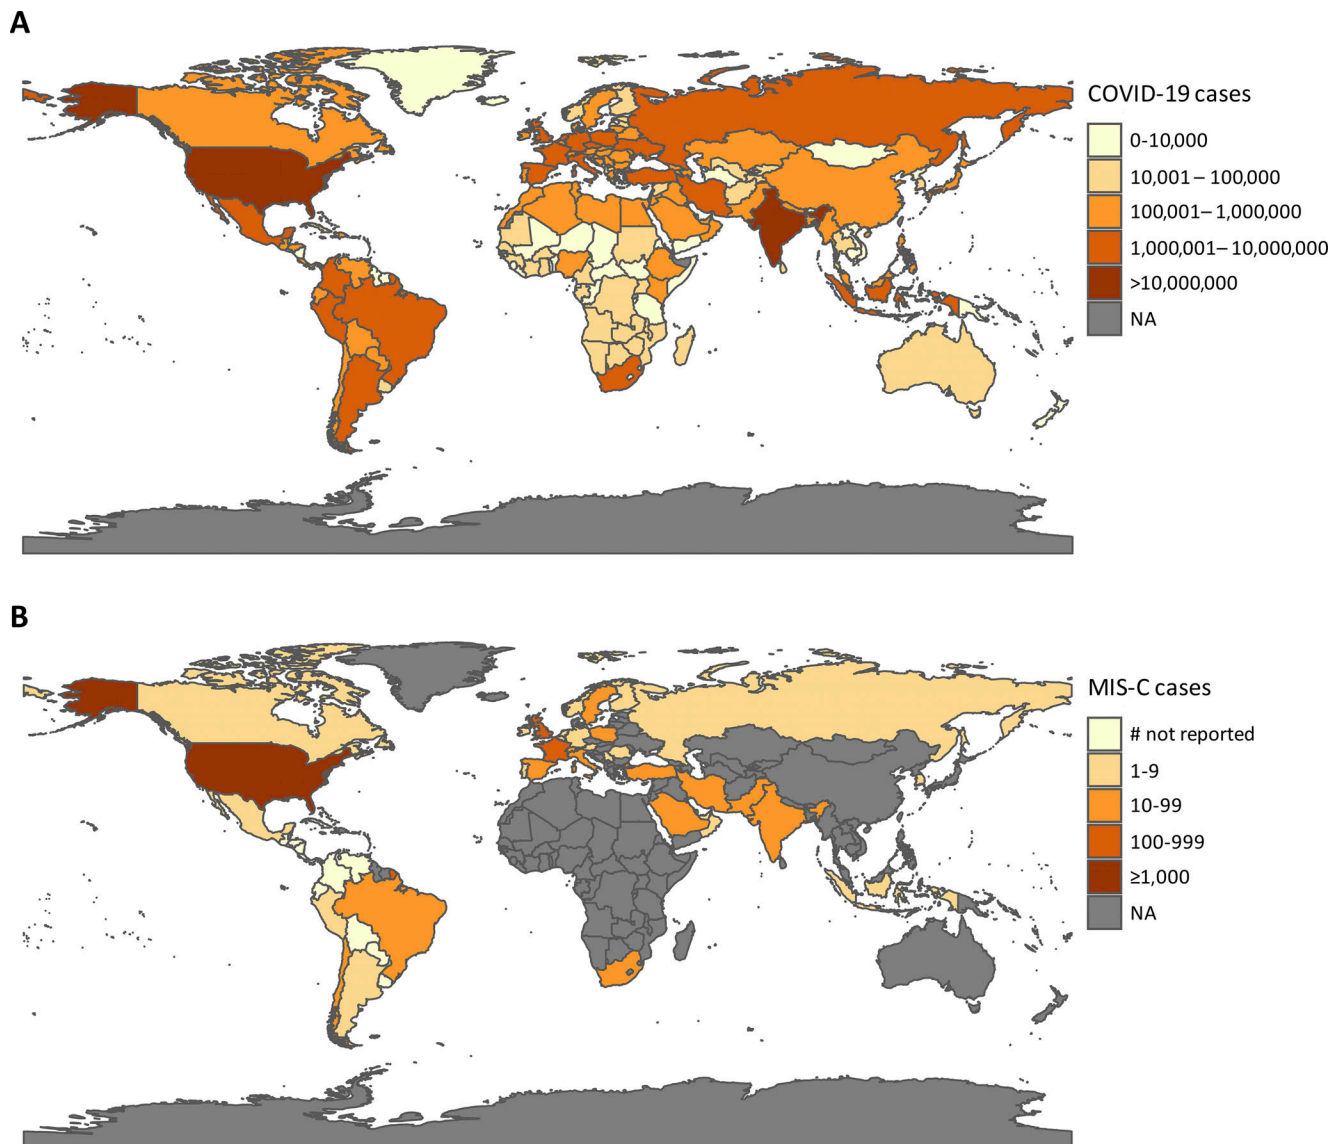 A
COVID-19 cases
0-10,000
10,001 – 100,000
100,001– 1,000,000
1,000,001– 10,000,000
>10,000,000
NA
B
MIS-C cases
# not reported
1-9
10-99
100-999
≥1,000
NA